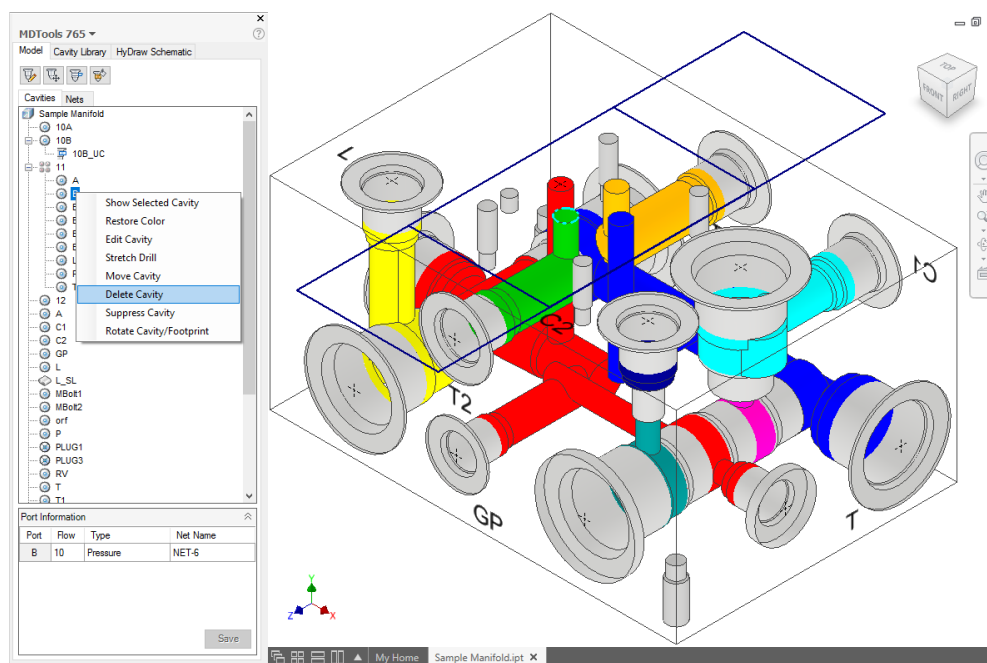 MDTools 765
Model Cavity Library HyDraw Schematic
Cavities Nets
Sample Manifold
10A
10B
10B_UC
11
A
Show Selected Cavity
Restore Color
Edit Cavity
Stretch Drill
Move Cavity
Delete Cavity
Suppress Cavity
Rotate Cavity/Footprint
12
A
C1
C2
GP
L
L_SL
MBolt1
MBolt2
orf
P
PLUG1
PLUG3
RV
T
T1
Port Information
Port Flow Type Net Name
B 10 Pressure NET-6
Save
L
C1
C2
T2
GP
T
TOP
FRONT RIGHT
Y
Z X
My Home Sample Manifold.ipt